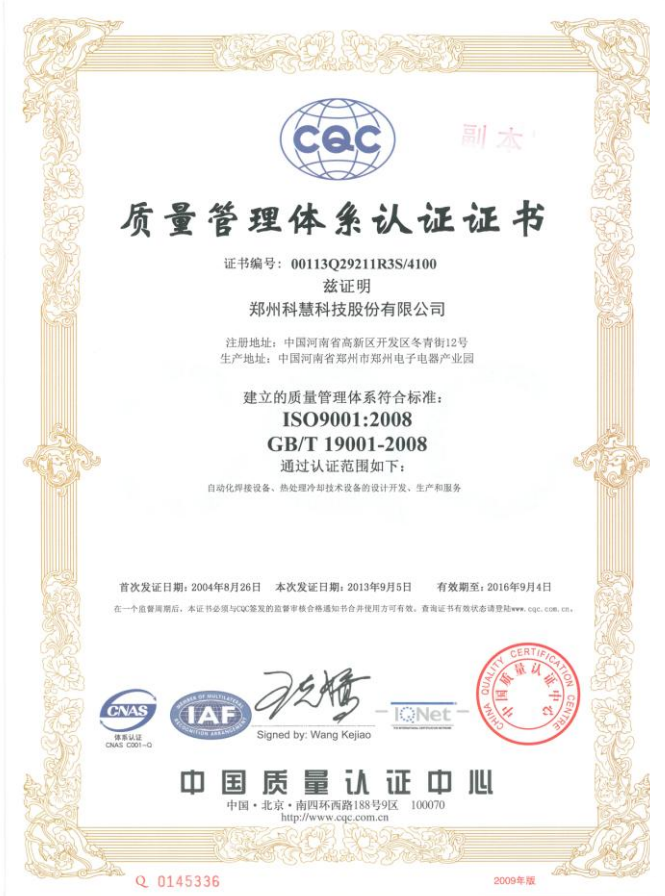 CQC
副本
质量管理体系认证证书
证书编号：00113Q29211R3S/4100
兹证明
郑州科慧科技股份有限公司
注册地址：中国河南省高新区开发区冬青街12号
生产地址：中国河南省郑州市郑州电子电器产业园
建立的质量管理体系符合标准：
ISO9001:2008
GB/T 19001-2008
通过认证范围如下：
自动化焊接设备、热处理冷却技术设备的设计开发、生产和服务
首次发证日期：2004年8月26日 本次发证日期：2013年9月5日 有效期至：2016年9月4日
在一个监督周期后，本证书必须与CQC签发的监督审核合格通知书合并使用方可有效。查询证书有效状态请登陆www.cqc.com.cn。
CHINA QUALITY CERTIFICATION CENTRE
中国质量认证中心
CNAS
体系认证
CNAS C001-Q
MEMBER OF MULTILATERAL
IAF
RECOGNITION ARRANGEMENT
Signed by: Wang Kejiao
IQNet
THE INTERNATIONAL CERTIFICATION NETWORK
中国质量认证中心
中国·北京·南四环西路188号9区 100070
http://www.cqc.com.cn
Q 0145336
2009年版